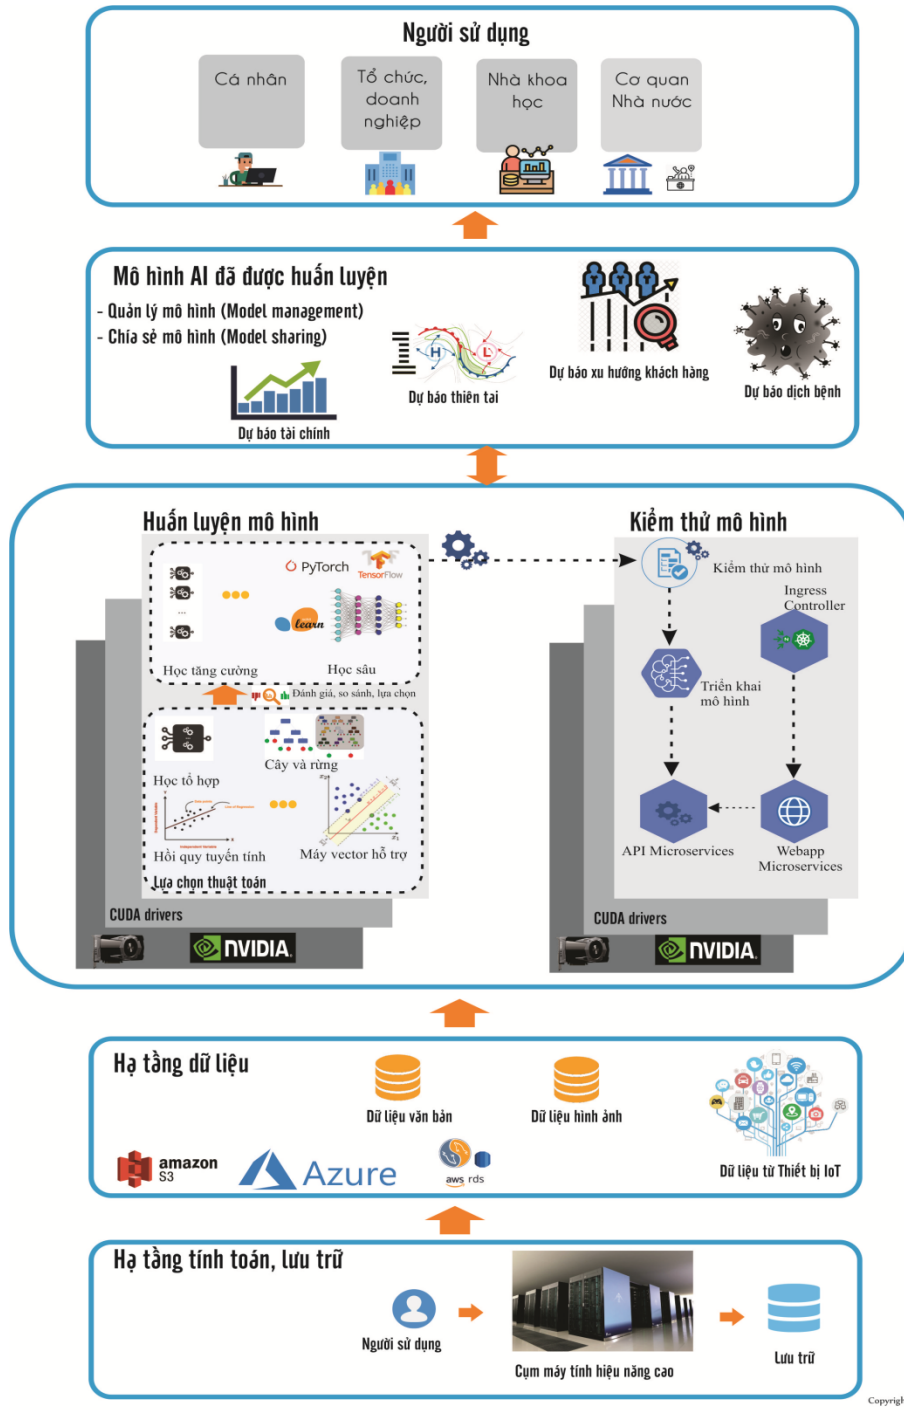 Người sử dụng
Cá nhân
Tổ chức,
doanh
nghiệp
Nhà khoa
học
Cơ quan
Nhà nước
Mô hình AI đã được huấn luyện
- Quản lý mô hình (Model management)
- Chía sẻ mô hình (Model sharing)
H
L
Dự báo tài chính
Dự báo thiên tai
Dự báo xu hướng khách hàng
Dự báo dịch bệnh
Huấn luyện mô hình
PyTorch
TensorFlow
learn
Học tăng cường
Học sâu
Đánh giá, so sánh, lựa chọn
Học tổ hợp
Cây và rừng
Hồi quy tuyến tính
Máy vector hỗ trợ
Lựa chọn thuật toán
CUDA drivers
NVIDIA.
Kiểm thử mô hình
Kiểm thử mô hình
Ingress
Controller
Triển khai
mô hình
API Microservices
Webapp
Microservices
CUDA drivers
NVIDIA.
Hạ tầng dữ liệu
Dữ liệu văn bản
Dữ liệu hình ảnh
Dữ liệu từ Thiết bị IoT
amazon
S3
Azure
aws rds
Hạ tầng tính toán, lưu trữ
Người sử dụng
Cụm máy tính hiệu năng cao
Lưu trữ
Copyrigh